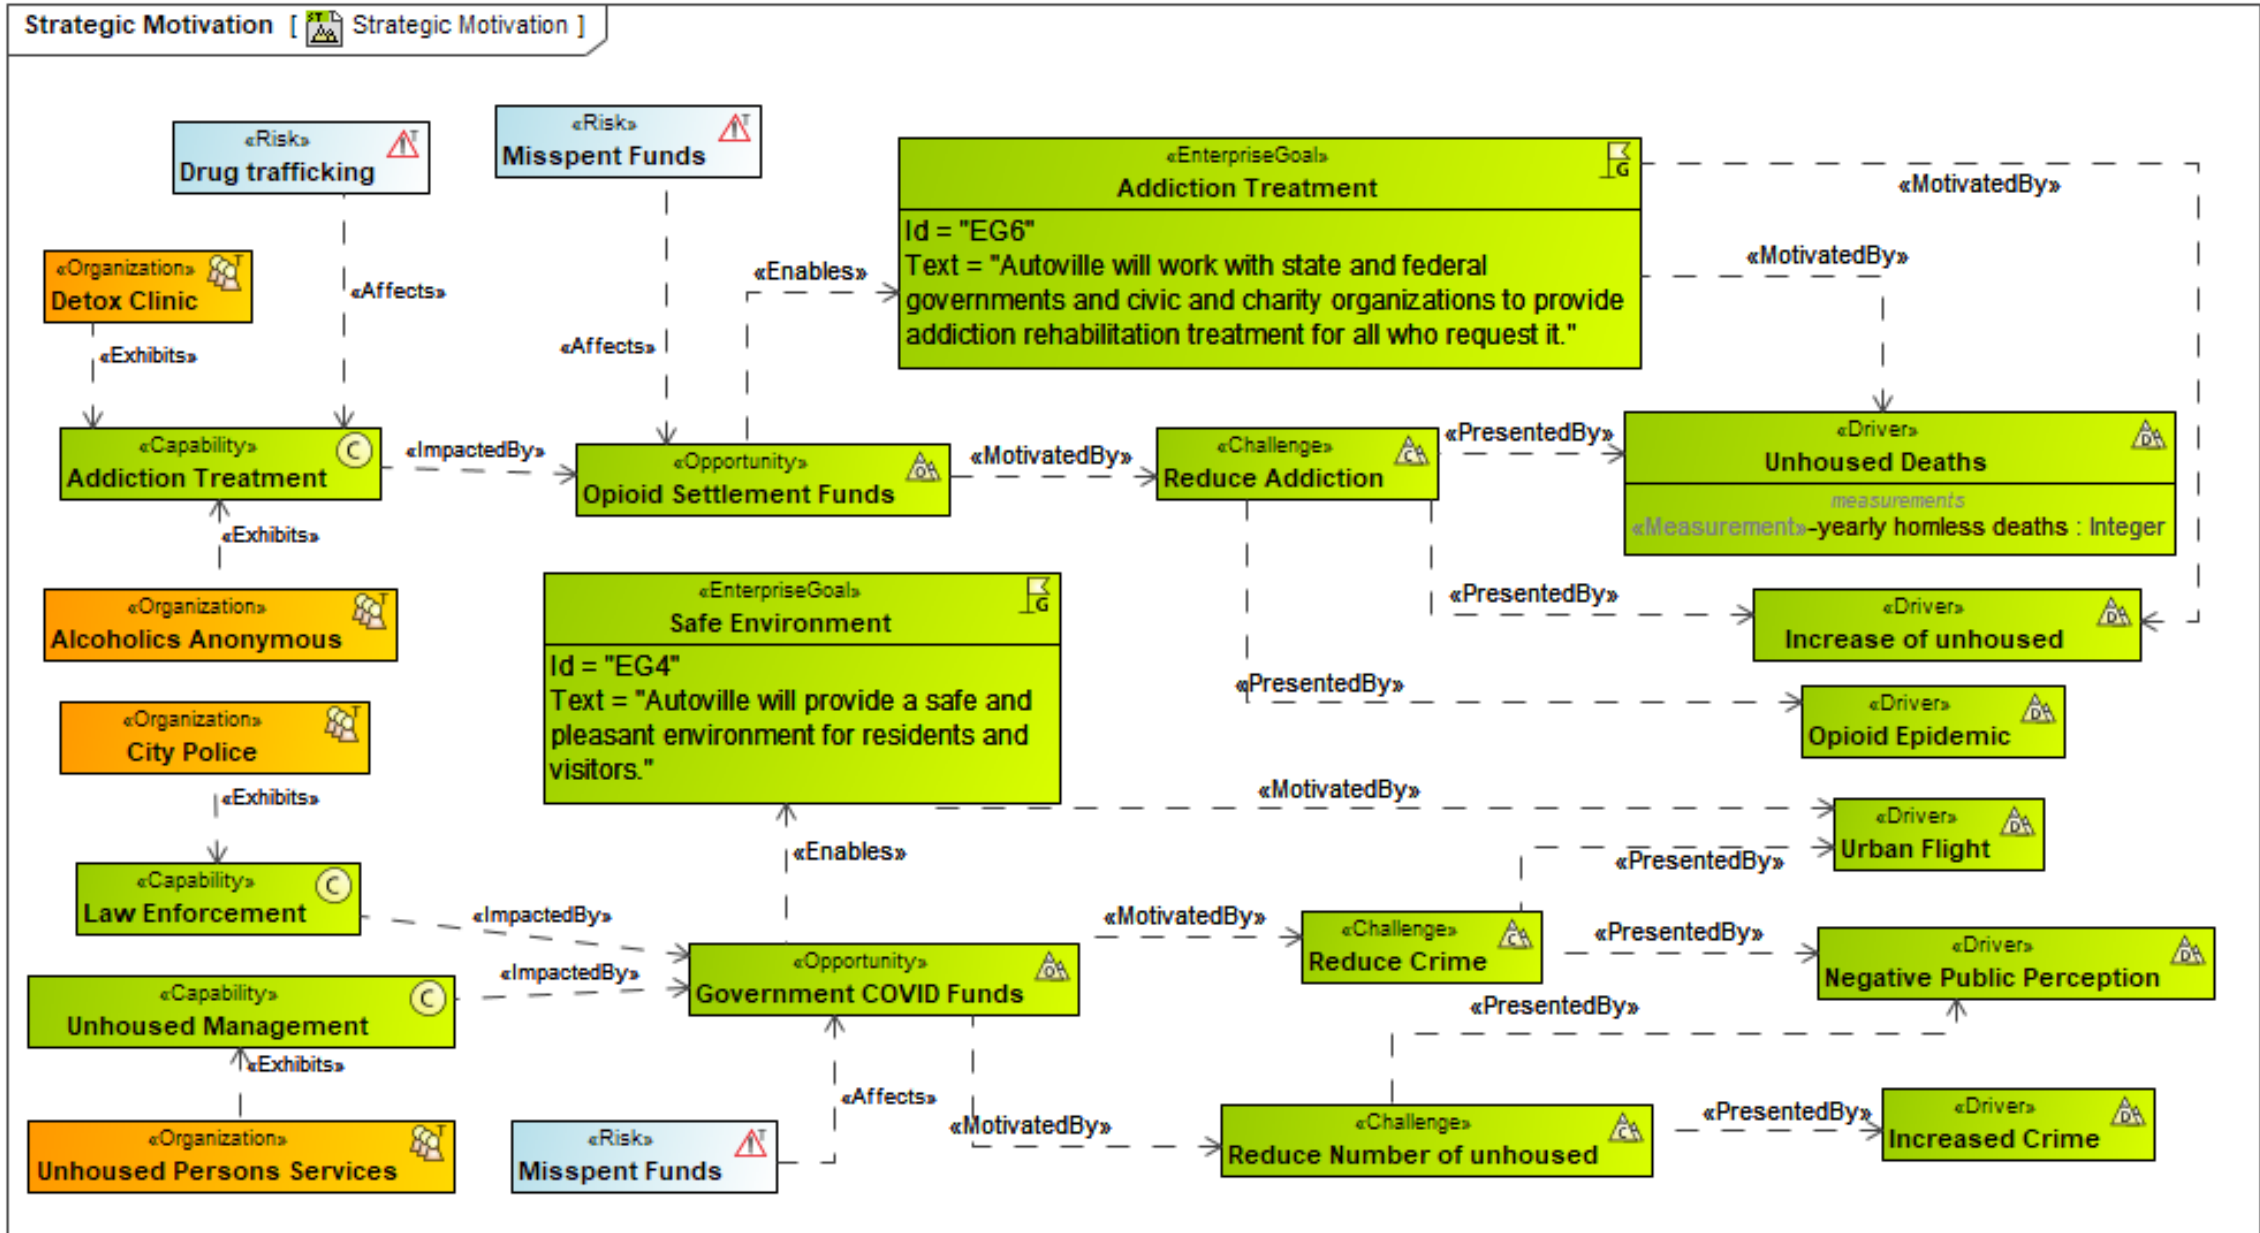 Strategic Motivation [ ST Strategic Motivation ]
«Risk»
Drug trafficking
«Risk»
Misspent Funds
«EnterpriseGoal»
Addiction Treatment
G
Id = "EG6"
Text = "Autoville will work with state and federal
governments and civic and charity organizations to provide
addiction rehabilitation treatment for all who request it."
«MotivatedBy»
«MotivatedBy»
«Enables»
«Organization»
Detox Clinic
«Affects»
«Exhibits»
«Affects»
«Capability» C
Addiction Treatment
«ImpactedBy»
«Opportunity»
Opioid Settlement Funds
«MotivatedBy»
«Challenge»
Reduce Addiction
«PresentedBy»
«Driver»
Unhoused Deaths
measurements
«Measurement»-yearly homless deaths : Integer
«Exhibits»
«Organization»
Alcoholics Anonymous
«EnterpriseGoal»
Safe Environment
G
Id = "EG4"
Text = "Autoville will provide a safe and
pleasant environment for residents and
visitors."
«PresentedBy»
«Driver»
Increase of unhoused
«PresentedBy»
«Driver»
Opioid Epidemic
«Organization»
City Police
«Exhibits»
«MotivatedBy»
«Driver»
Urban Flight
«Enables»
«PresentedBy»
«Capability» C
Law Enforcement
«ImpactedBy»
«MotivatedBy»
«Challenge»
Reduce Crime
«PresentedBy»
«Driver»
Negative Public Perception
«ImpactedBy»
«Opportunity»
Government COVID Funds
«Capability» C
Unhoused Management
«PresentedBy»
«Exhibits»
«Affects»
«MotivatedBy»
«Organization»
Unhoused Persons Services
«Risk»
Misspent Funds
«Challenge»
Reduce Number of unhoused
«PresentedBy»
«Driver»
Increased Crime